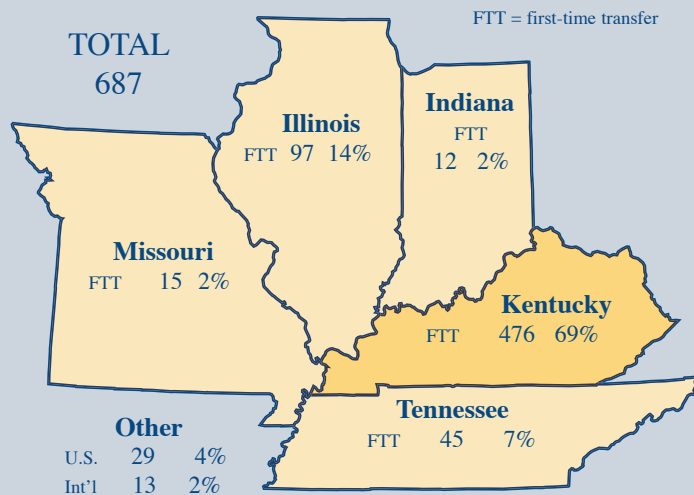 FTT = first-time transfer
TOTAL
687
Illinois
FTT 97 14%
Indiana
FTT
12 2%
Missouri
FTT 15 2%
Kentucky
FTT 476 69%
Tennessee
FTT 45 7%
Other
U.S. 29 4%
Int'l 13 2%